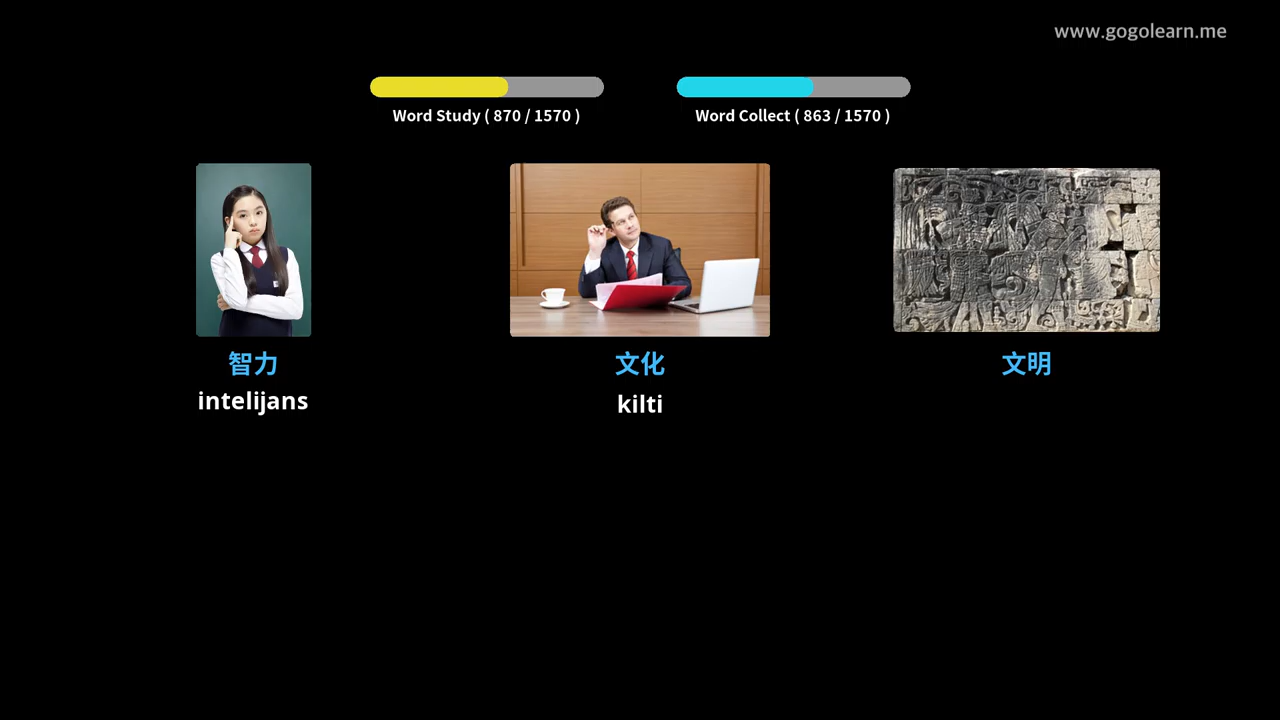 www.gogolearn.me
Word Study ( 870 / 1570 )
Word Collect ( 863 / 1570 )
智力
文化
文明
intelijans
kilti